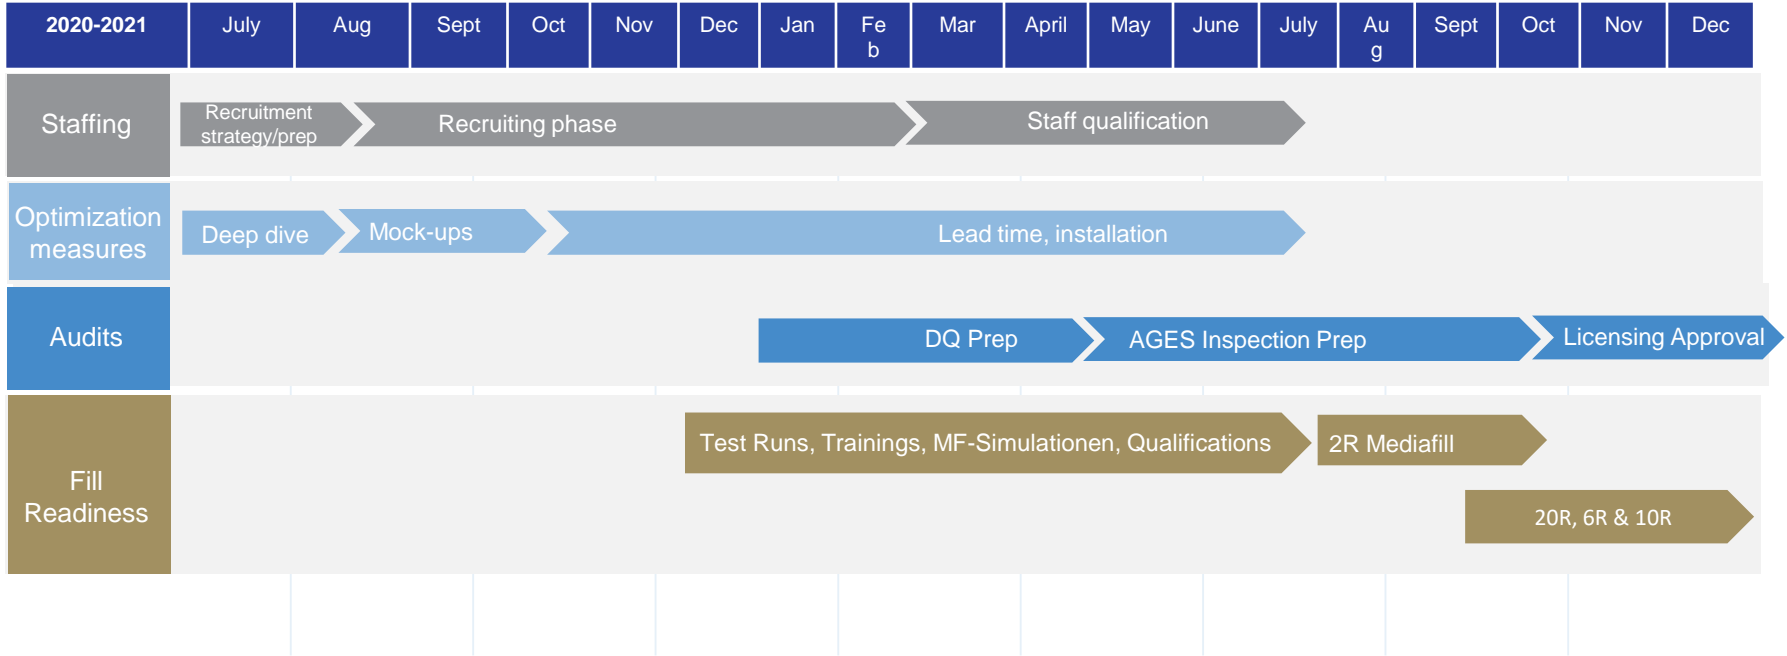 2020-2021 July Aug Sept Oct Nov Dec Jan Fe Mar April May June July Au Sept Oct Nov Dec
b g
Staffing
Recruitment
strategy/prep
Recruiting phase
Staff qualification
Optimization
measures
Deep dive
Mock-ups
Lead time, installation
Audits
DQ Prep
AGES Inspection Prep
Licensing Approval
Fill
Readiness
Test Runs, Trainings, MF-Simulationen, Qualifications
2R Mediafill
20R, 6R & 10R